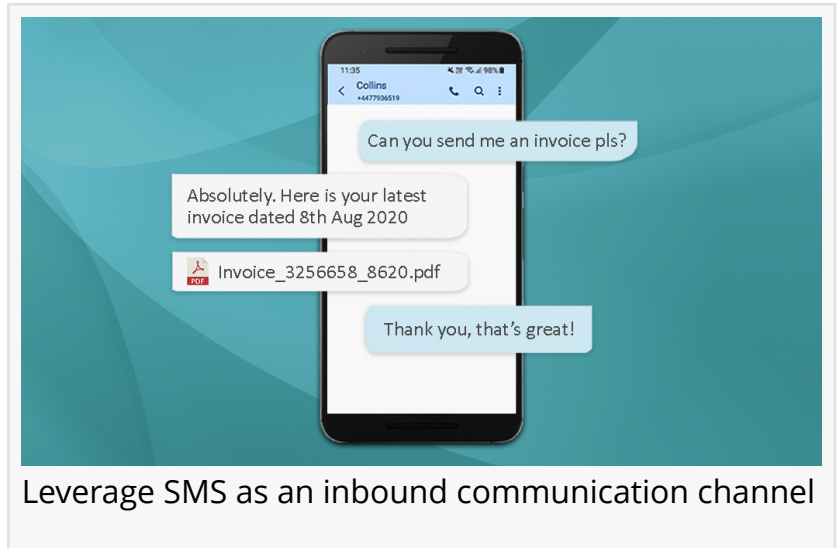 11:35
98%
Collins
+4477936519
Can you send me an invoice pls?
Absolutely. Here is your latest
invoice dated 8th Aug 2020
PDF
Invoice_3256658_8620.pdf
Thank you, that's great!
Leverage SMS as an inbound communication channel